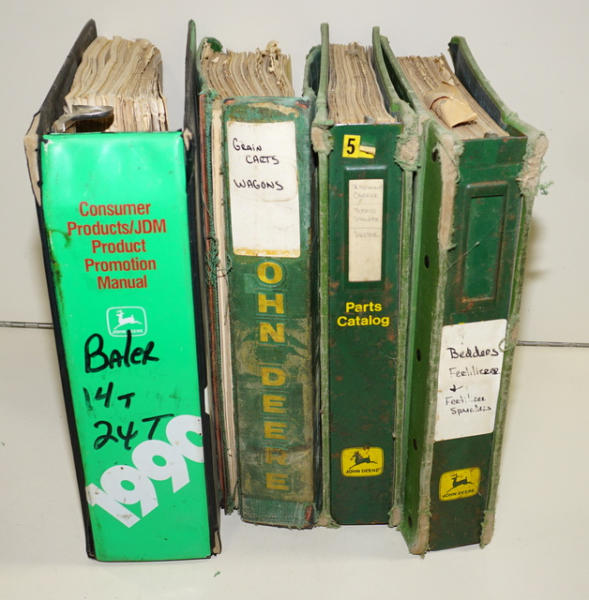 Consumer
Products/JDM
Product
Promotion
Manual
JOHN DEERE
Baler
14T
24T
1990
Grain
Carts
Wagons
OHN DEERE
5
Parts
Catalog
JOHN DEERE
Bedders
Fertilizer
Fertilizer
Spreaders
JOHN DEERE